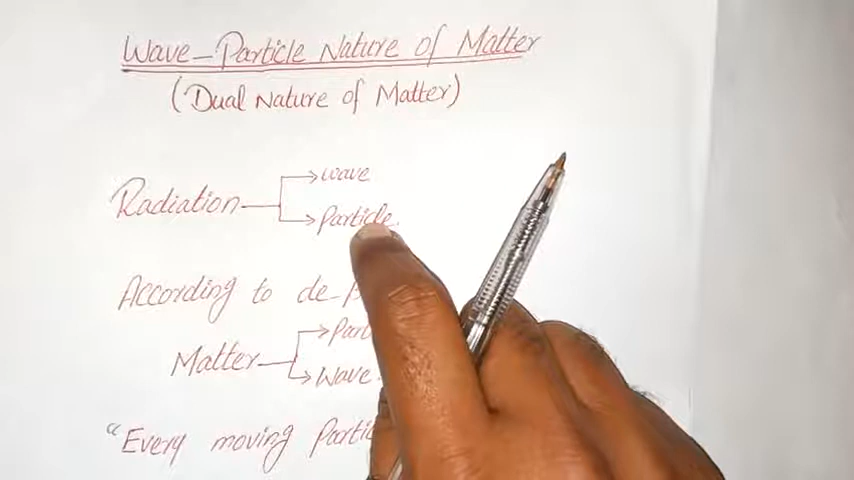 Wave-Particle Nature of Matter
(Dual Nature of Matter)
Radiation
wave
Particle.
According to de-
Matter
Wave
"Every moving